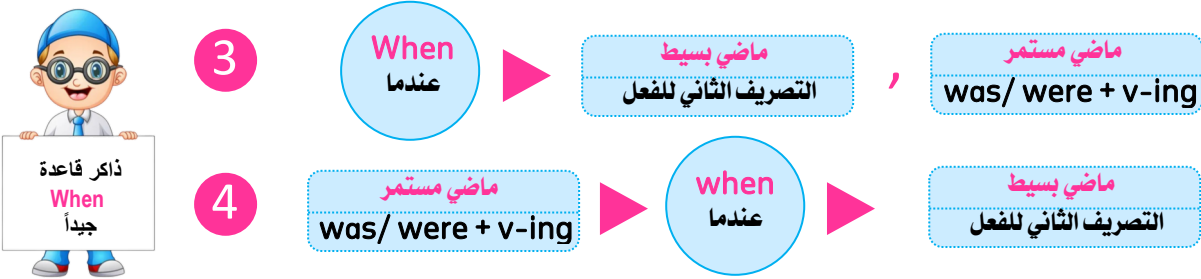 3
When
عندما
ماضي بسيط
التصريف الثاني للفعل
,
ماضي مستمر
was/ were + v-ing
ذاكر قاعدة
When
جيداً
4
ماضي مستمر
was/ were + v-ing
when
عندما
ماضي بسيط
التصريف الثاني للفعل